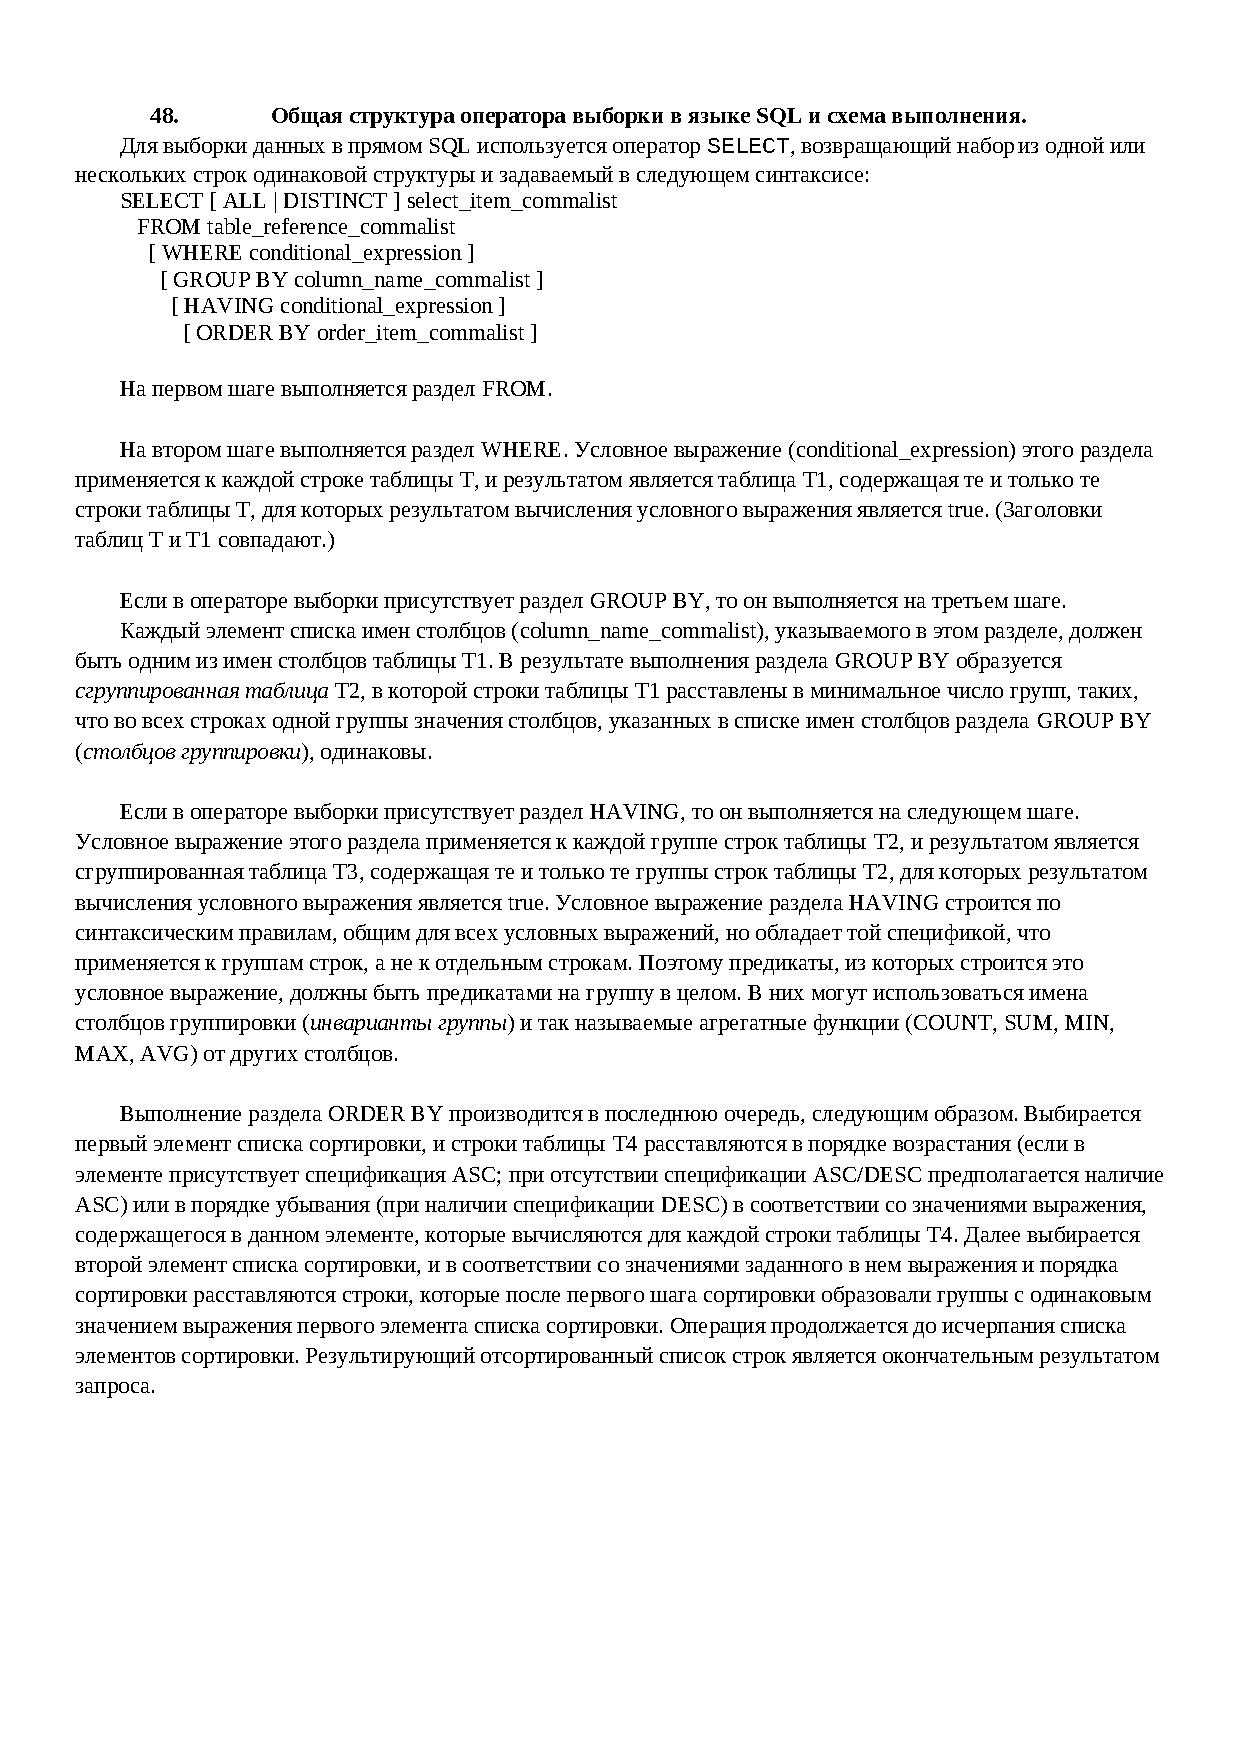 48. Общая структура оператора выборки в языке SQL и схема выполнения.
Для выборки данных в прямом SQL используется оператор SELECT, возвращающий набор из одной или
нескольких строк одинаковой структуры и задаваемый в следующем синтаксисе:
SELECT [ ALL | DISTINCT ] select_item_commalist
FROM table_reference_commalist
[ WHERE conditional_expression ]
[ GROUP BY column_name_commalist ]
[ HAVING conditional_expression ]
[ ORDER BY order_item_commalist ]
На первом шаге выполняется раздел FROM.
На втором шаге выполняется раздел WHERE. Условное выражение (conditional_expression) этого раздела
применяется к каждой строке таблицы T, и результатом является таблица T1, содержащая те и только те
строки таблицы T, для которых результатом вычисления условного выражения является true. (Заголовки
таблиц T и T1 совпадают.)
Если в операторе выборки присутствует раздел GROUP BY, то он выполняется на третьем шаге.
Каждый элемент списка имен столбцов (column_name_commalist), указываемого в этом разделе, должен
быть одним из имен столбцов таблицы T1. В результате выполнения раздела GROUP BY образуется
сгруппированная таблица T2, в которой строки таблицы T1 расставлены в минимальное число групп, таких,
что во всех строках одной группы значения столбцов, указанных в списке имен столбцов раздела GROUP BY
(столбцов группировки), одинаковы.
Если в операторе выборки присутствует раздел HAVING, то он выполняется на следующем шаге.
Условное выражение этого раздела применяется к каждой группе строк таблицы T2, и результатом является
сгруппированная таблица T3, содержащая те и только те группы строк таблицы T2, для которых результатом
вычисления условного выражения является true. Условное выражение раздела HAVING строится по
синтаксическим правилам, общим для всех условных выражений, но обладает той спецификой, что
применяется к группам строк, а не к отдельным строкам. Поэтому предикаты, из которых строится это
условное выражение, должны быть предикатами на группу в целом. В них могут использоваться имена
столбцов группировки (инварианты группы) и так называемые агрегатные функции (COUNT, SUM, MIN,
MAX, AVG) от других столбцов.
Выполнение раздела ORDER BY производится в последнюю очередь, следующим образом. Выбирается
первый элемент списка сортировки, и строки таблицы T4 расставляются в порядке возрастания (если в
элементе присутствует спецификация ASC; при отсутствии спецификации ASC/DESC предполагается наличие
ASC) или в порядке убывания (при наличии спецификации DESC) в соответствии со значениями выражения,
содержащегося в данном элементе, которые вычисляются для каждой строки таблицы T4. Далее выбирается
второй элемент списка сортировки, и в соответствии со значениями заданного в нем выражения и порядка
сортировки расставляются строки, которые после первого шага сортировки образовали группы с одинаковым
значением выражения первого элемента списка сортировки. Операция продолжается до исчерпания списка
элементов сортировки. Результирующий отсортированный список строк является окончательным результатом
запроса.